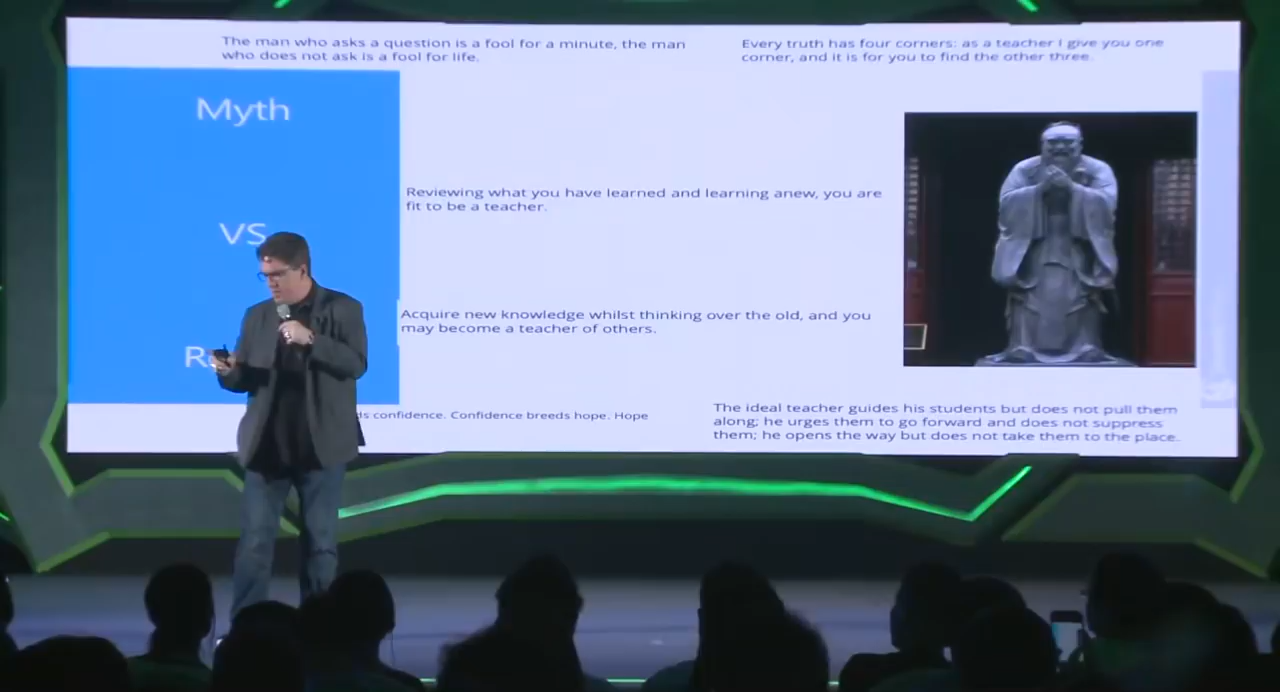 The man who asks a question is a fool for a minute, the man
who does not ask is a fool for life.
Every truth has four corners: as a teacher I give you one
corner, and it is for you to find the other three.
Myth
VS
R
Reviewing what you have learned and learning anew, you are
fit to be a teacher.
Acquire new knowledge whilst thinking over the old, and you
may become a teacher of others.
confidence. Confidence breeds hope. Hope
The ideal teacher guides his students but does not pull them
along; he urges them to go forward and does not suppress
them; he opens the way but does not take them to the place.